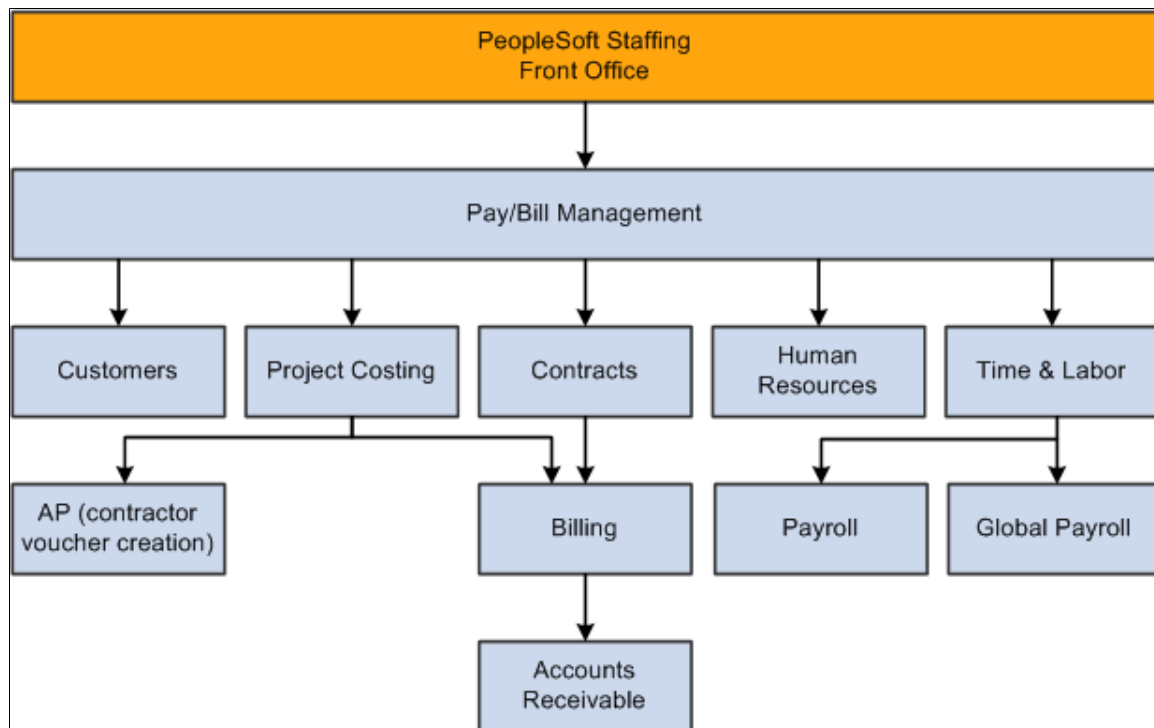 PeopleSoft Staffing
Front Office
Pay/Bill Management
Customers
Project Costing
Contracts
Human
Resources
Time & Labor
AP (contractor
voucher creation)
Billing
Payroll
Global Payroll
Accounts
Receivable